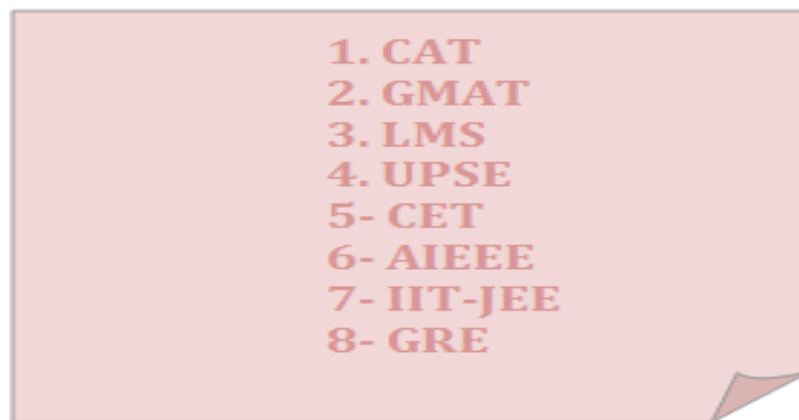 1. CAT
2. GMAT
3. LMS
4. UPSE
5- CET
6- AIEEE
7- IIT-JEE
8- GRE